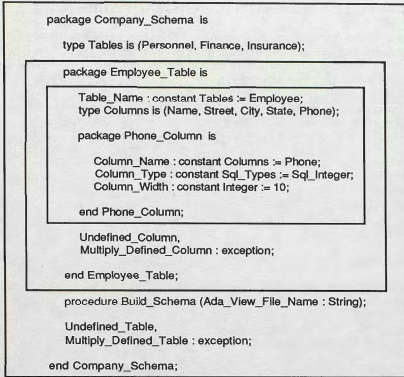 package Company_Schema is
type Tables is (Personnel, Finance, Insurance);
package Employee_Table is
Table_Name : constant Tables := Employee;
type Columns is (Name, Street, City, State, Phone);
package Phone_Column is
Column_Name : constant Columns := Phone;
Column_Type : constant Sql_Types := Sql_Integer;
Column_Width : constant Integer := 10;
end Phone_Column;
Undefined_Column,
Multiply_Defined_Column : exception;
end Employee_Table;
procedure Build_Schema (Ada_View_File_Name : String);
Undefined_Table,
Multiply_Defined_Table : exception;
end Company_Schema;